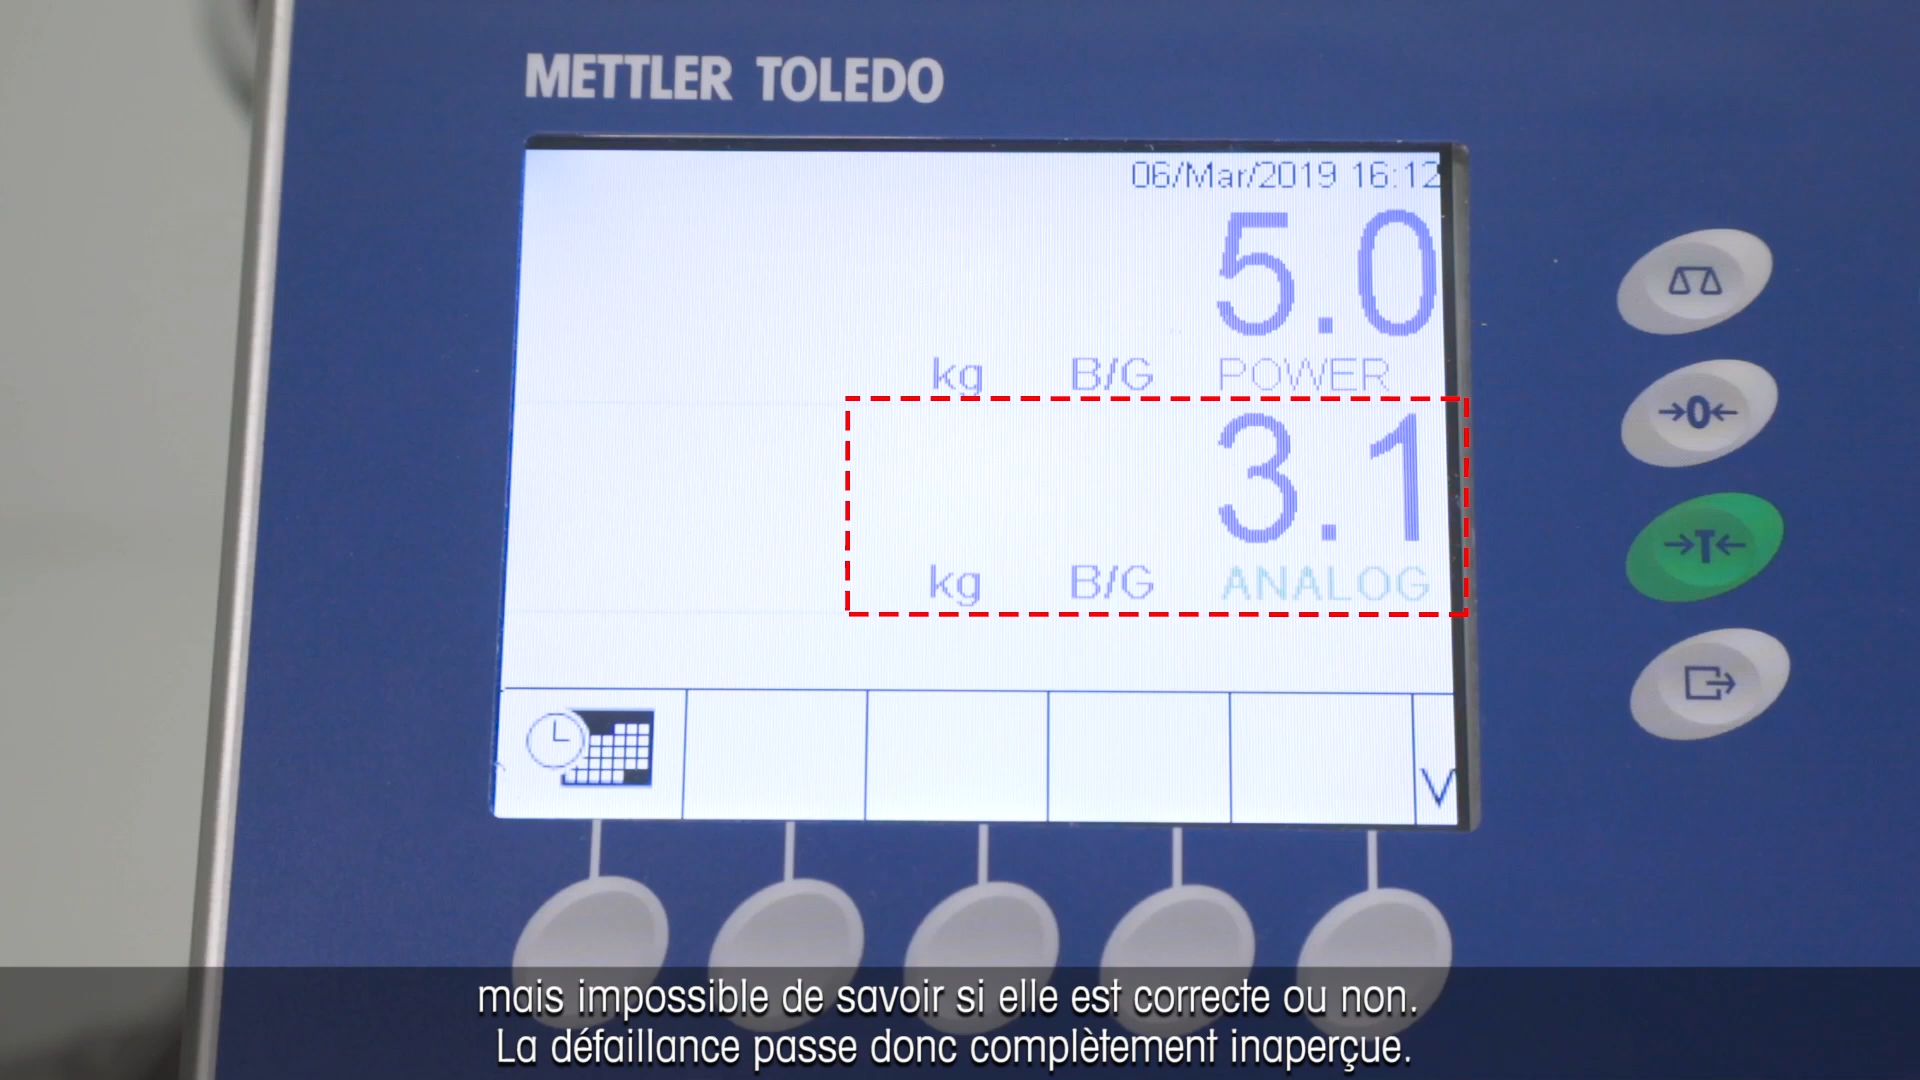 METTLER TOLEDO
06/Mar/2019 16:12
5.0
kg B/G POWER
3.1
kg B/G ANALOG
→0←
→T←
mais impossible de savoir si elle est correcte ou non.
La défaillance passe donc complètement inaperçue.